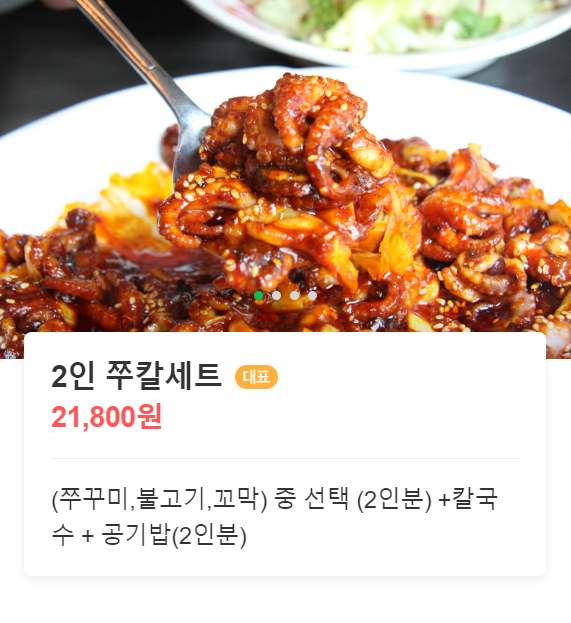 2인 쭈칼세트 대표
21,800원
(쭈꾸미,불고기,꼬막) 중 선택 (2인분) +칼국
수 + 공기밥(2인분)